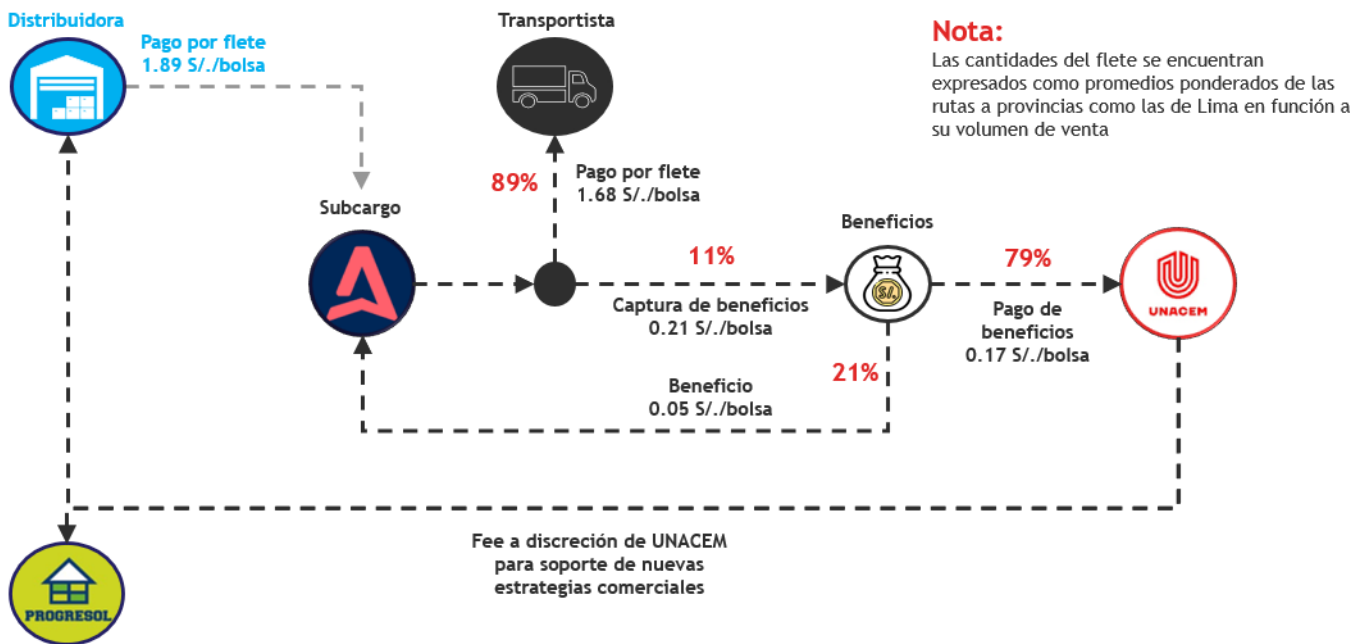 Distribuidora
Pago por flete
1.89 S/./bolsa
Transportista
Nota:
Las cantidades del flete se encuentran
expresados como promedios ponderados de las
rutas a provincias como las de Lima en función a
su volumen de venta
89%
Pago por flete
1.68 S/./bolsa
Subcargo
Beneficios
11%
Captura de beneficios
0.21 S/./bolsa
S/.
79%
Pago de
beneficios
0.17 S/./bolsa
UNACEM
21%
Beneficio
0.05 S/./bolsa
Fee a discreción de UNACEM
para soporte de nuevas
estrategias comerciales
PROGRESOL